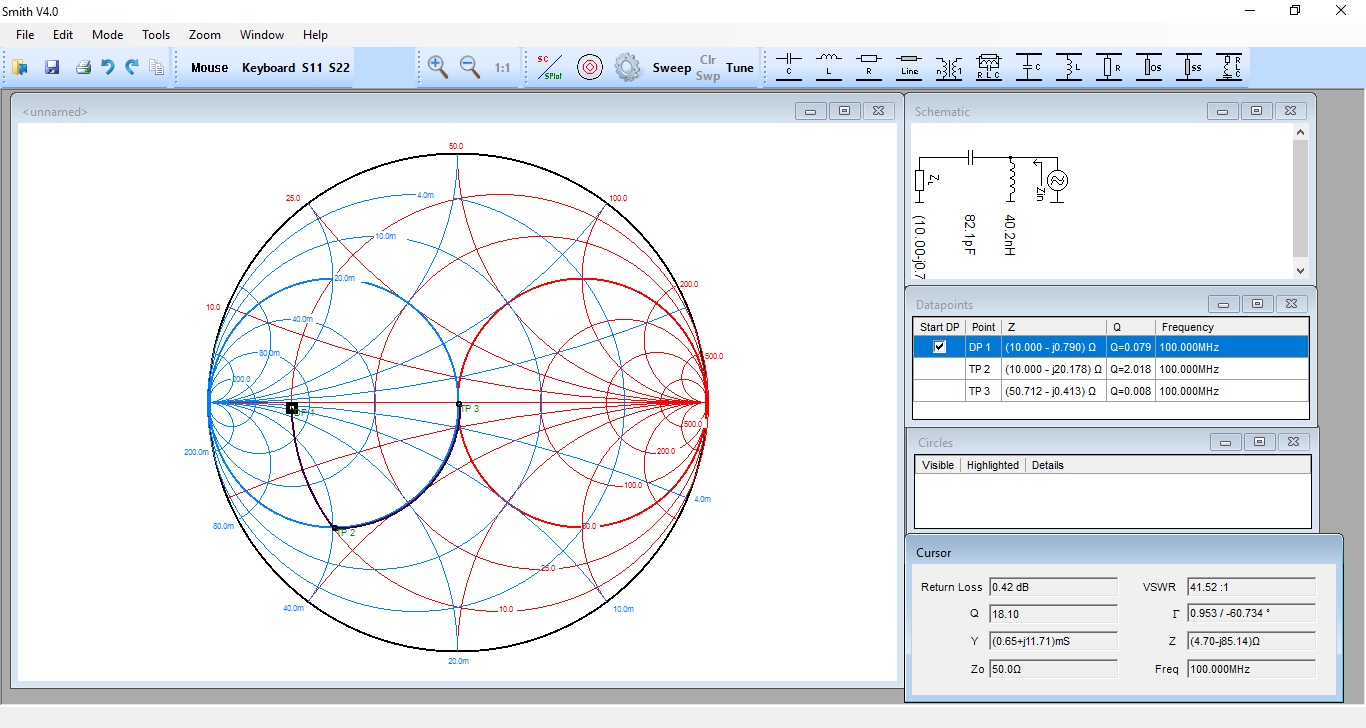 Smith V4.0
File Edit Mode Tools Zoom Window Help
Mouse Keyboard S11 S22 1:1 SC SPlot Sweep Clr Swp Tune C L R Line n 1 RLC C L R OS SS RLC
<unnamed>
50.0
25.0 4.0m 100.0
10.0m
20.0m 200.0
10.0
40.0m
80.0m 500.0
200.0
DP 1 TP 3
500.0
200.0m 200.0
100.0
4.0m
80.0m TP 2 50.0
25.0
40.0m 10.0 10.0m
20.0m
Schematic
ZL Zin
(10.00-j0.7
82.1pF
40.2nH
Datapoints
Start DP Point Z Q Frequency
DP 1 (10.000 - j0.790) Ω Q=0.079 100.000MHz
TP 2 (10.000 - j20.178) Ω Q=2.018 100.000MHz
TP 3 (50.712 - j0.413) Ω Q=0.008 100.000MHz
Circles
Visible Highlighted Details
Cursor
Return Loss 0.42 dB VSWR 41.52 :1
Q 18.10 Γ 0.953 / -60.734 °
Y (0.65+j11.71)mS Z (4.70-j85.14)Ω
Zo 50.0Ω Freq 100.000MHz